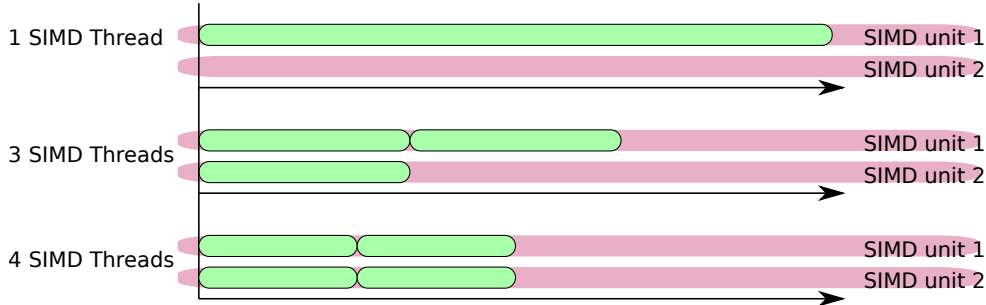 1 SIMD Thread
SIMD unit 1
SIMD unit 2
3 SIMD Threads
SIMD unit 1
SIMD unit 2
4 SIMD Threads
SIMD unit 1
SIMD unit 2